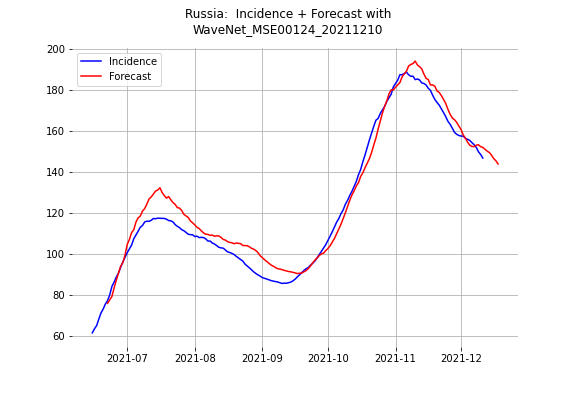 Russia:  Incidence + Forecast with
WaveNet_MSE00124_20211210
200
180
160
140
120
100
80
60
Incidence
Forecast
2021-07 2021-08 2021-09 2021-10 2021-11 2021-12